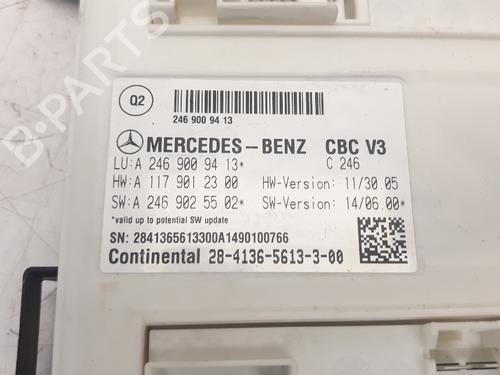 Q2
246 900 94 13
MERCEDES-BENZ CBC V3
LU: A 246 900 94 13* C 246
HW: A 117 901 23 00 HW-Version: 11/30.05
SW: A 246 902 55 02* SW-Version: 14/06.00*
*valid up to potential SW update
SN: 2841365613300A1490100766
Continental 28-4136-5613-3-00
B-PARTS